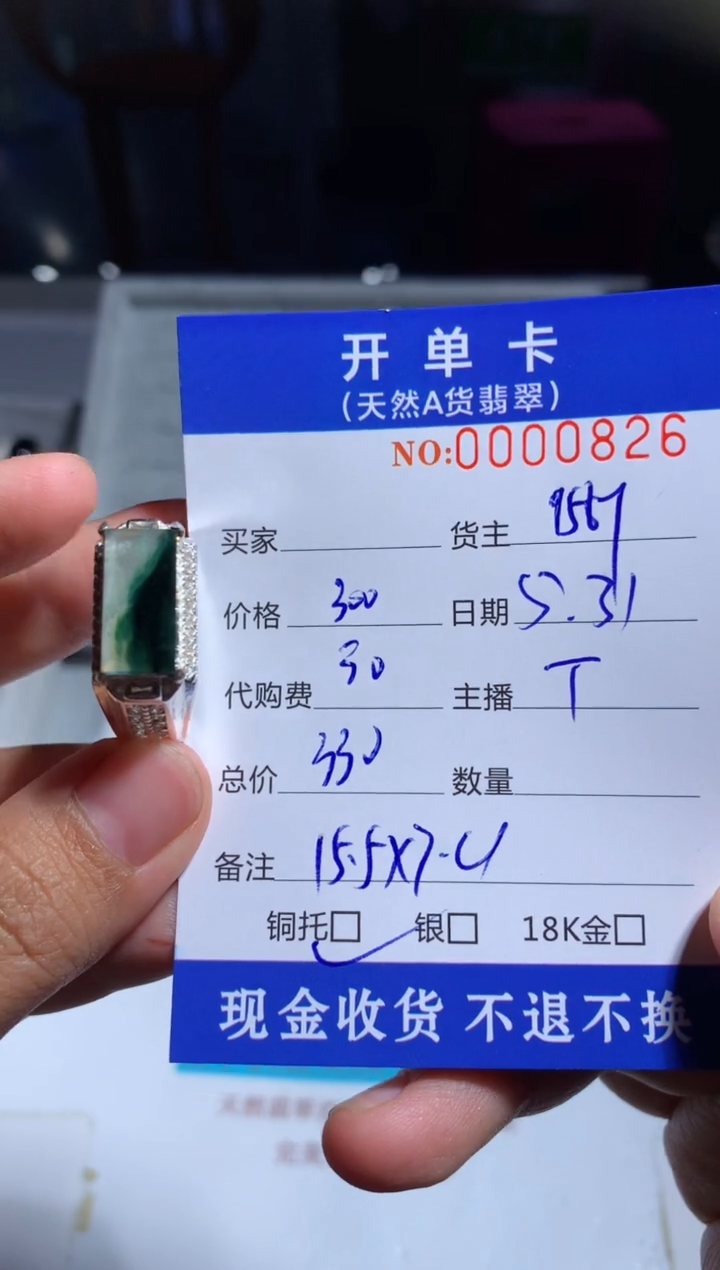 开单卡
(天然A货翡翠)
NO:0000826
买家 货主
价格 300 日期 5.31
代购费 30 主播 T
总价 330 数量
备注 15.5X7.4
铜托□ 银□ 18K金□
现金收货 不退不换